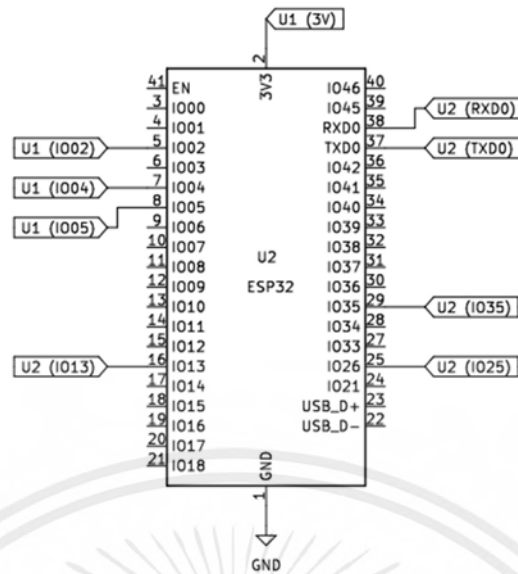 U1 (3V)
2
3V3
41 EN IO46 40
3 IO00 IO45 39
4 IO01 RXD0 38 U2 (RXD0)
U1 (IO02) 5 IO02 TXD0 37 U2 (TXD0)
6 IO03 IO42 36
U1 (IO04) 7 IO04 IO41 35
8 IO05 IO40 34
U1 (IO05) 9 IO06 IO39 33
10 IO07 IO38 32
11 IO08 U2 IO37 31
12 IO09 ESP32 IO36 30
13 IO10 IO35 29 U2 (IO35)
14 IO11 IO34 28
15 IO12 IO33 27
U2 (IO13) 16 IO13 IO26 25 U2 (IO25)
17 IO14 IO21 24
18 IO15 USB_D+ 23
19 IO16 USB_D- 22
20 IO17
21 IO18
GND
1
GND